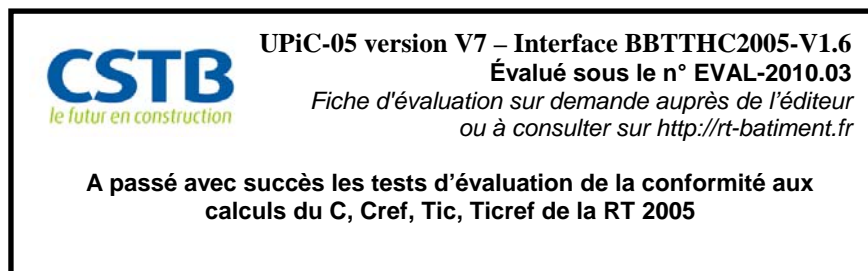 UPiC-05 version V7 – Interface BBTTHC2005-V1.6
Évalué sous le n° EVAL-2010.03
CSTB
le futur en construction
Fiche d'évaluation sur demande auprès de l’éditeur
ou à consulter sur http://rt-batiment.fr
A passé avec succès les tests d’évaluation de la conformité aux
calculs du C, Cref, Tic, Ticref de la RT 2005